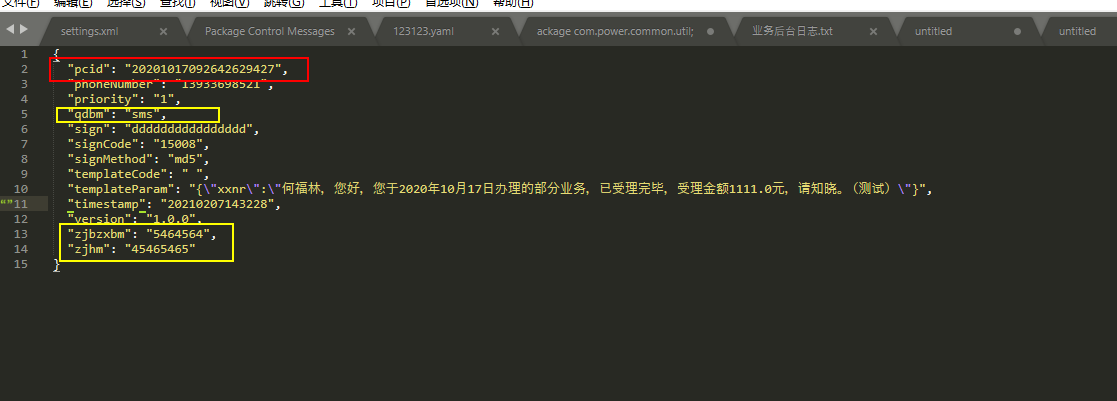 文件(F) 编辑(E) 选择(S) 查找(I) 视图(V) 跳转(G) 工具(T) 项目(P) 首选项(N) 帮助(H)
settings.xml × Package Control Messages × 123123.yaml × ackage com.power.common.util; 业务后台日志.txt × untitled untitled
1 {
2 "pcid": "20201017092642629427",
3 "phoneNumber": "13933698521",
4 "priority": "1",
5 "qdbm": "sms",
6 "sign": "dddddddddddddddd",
7 "signCode": "15008",
8 "signMethod": "md5",
9 "templateCode": " ",
10 "templateParam": "{\"xxnr\":\"何福林，您好，您于2020年10月17日办理的部分业务，已受理完毕，受理金额1111.0元，请知晓。（测试）\"}",
“”11 "timestamp": "20210207143228",
12 "version": "1.0.0",
13 "zjbzxbm": "5464564",
14 "zjhm": "45465465"
15 }